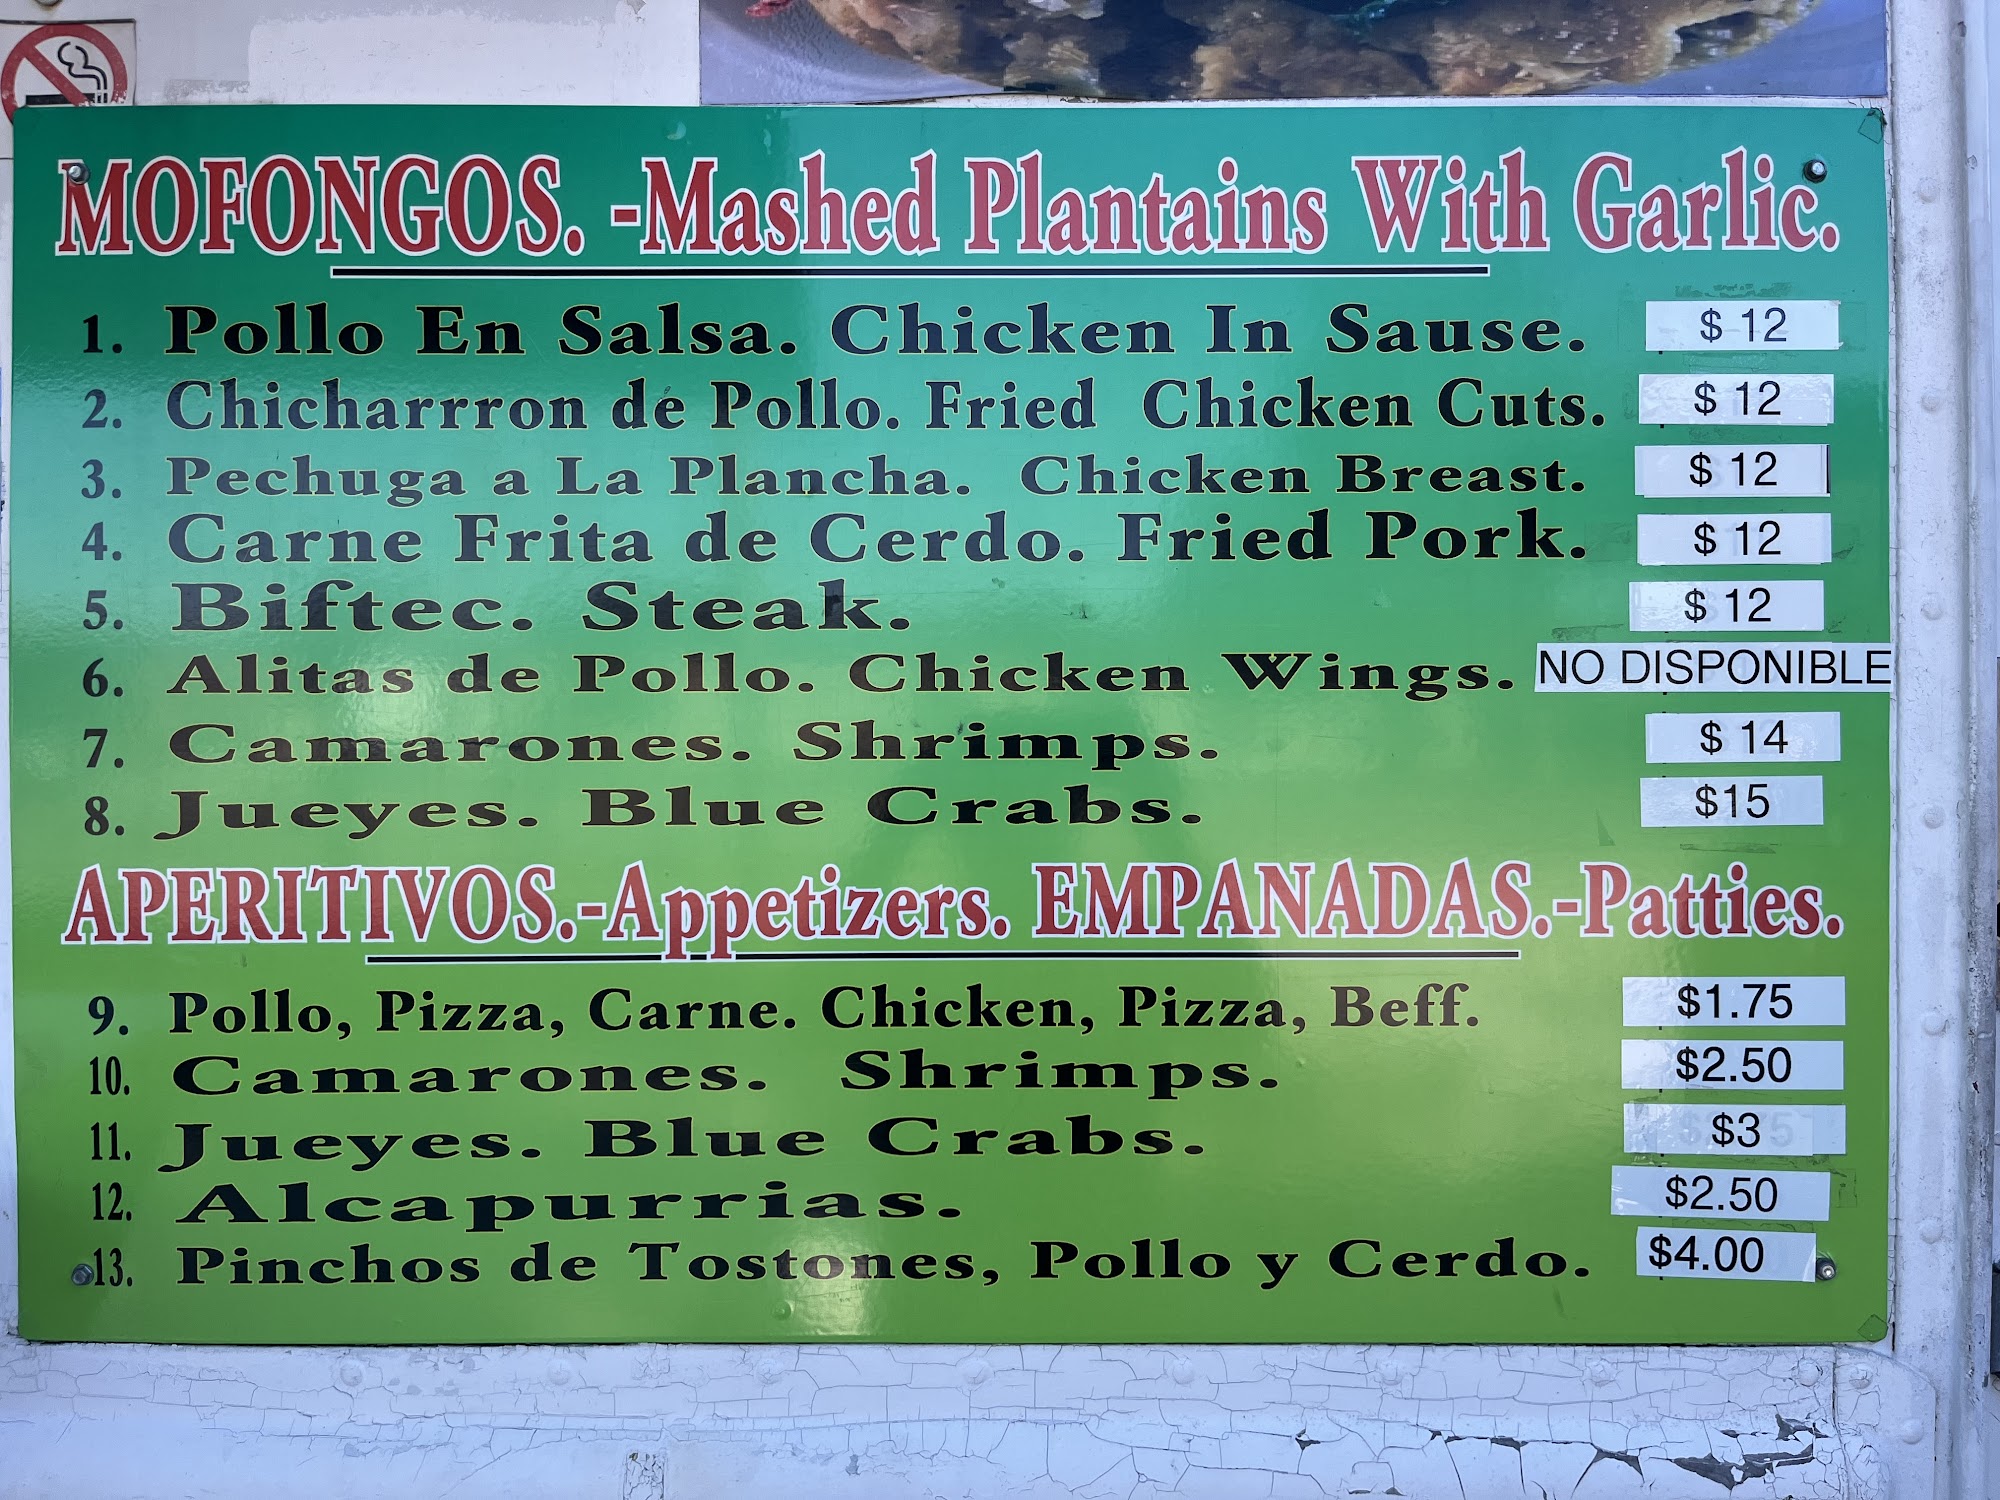 MOFONGOS. -Mashed Plantains With Garlic.
1. Pollo En Salsa. Chicken In Sause. $ 12
2. Chicharrron de Pollo. Fried Chicken Cuts. $ 12
3. Pechuga a La Plancha. Chicken Breast. $ 12
4. Carne Frita de Cerdo. Fried Pork. $ 12
5. Biftec. Steak. $ 12
6. Alitas de Pollo. Chicken Wings. NO DISPONIBLE
7. Camarones. Shrimps. $ 14
8. Jueyes. Blue Crabs. $15
APERITIVOS.-Appetizers. EMPANADAS.-Patties.
9. Pollo, Pizza, Carne. Chicken, Pizza, Beff. $1.75
10. Camarones. Shrimps. $2.50
11. Jueyes. Blue Crabs. $3
12. Alcapurrias. $2.50
13. Pinchos de Tostones, Pollo y Cerdo. $4.00